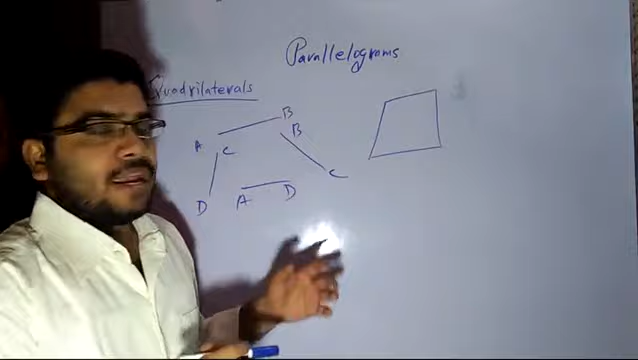 Parallelograms
Quadrilaterals
A B
B
C
C
D
A D